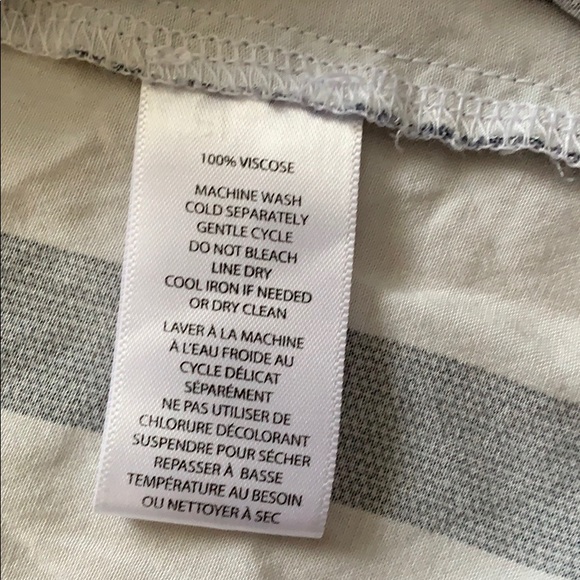 100% VISCOSE
MACHINE WASH
COLD SEPARATELY
GENTLE CYCLE
DO NOT BLEACH
LINE DRY
COOL IRON IF NEEDED
OR DRY CLEAN
LAVER À LA MACHINE
À L'EAU FROIDE AU
CYCLE DÉLICAT
SÉPARÉMENT
NE PAS UTILISER DE
CHLORURE DÉCOLORANT
SUSPENDRE POUR SÉCHER
REPASSER À BASSE
TEMPÉRATURE AU BESOIN
OU NETTOYER À SEC